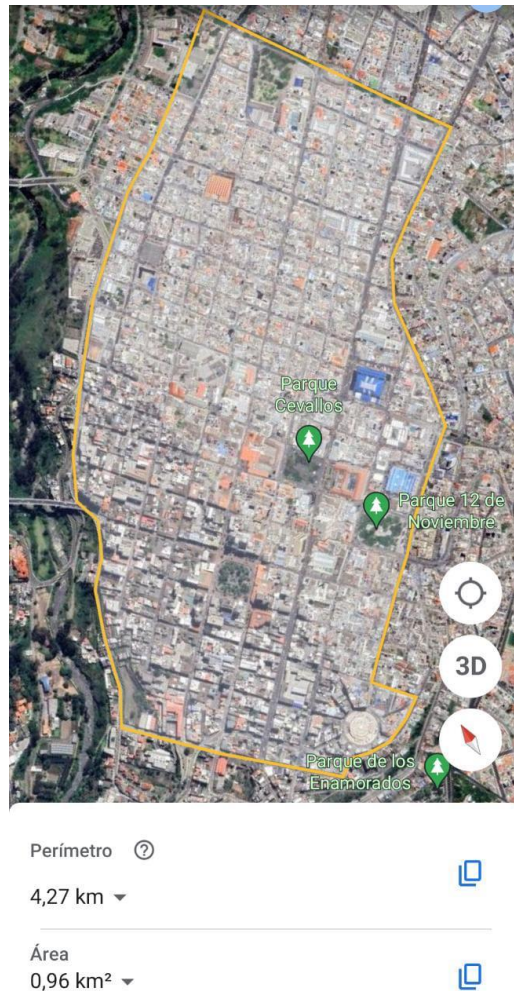 Parque
Cevallos
Parque 12 de
Noviembre
3D
Parque de los
Enamorados
Perímetro
4,27 km
Área
0,96 km²